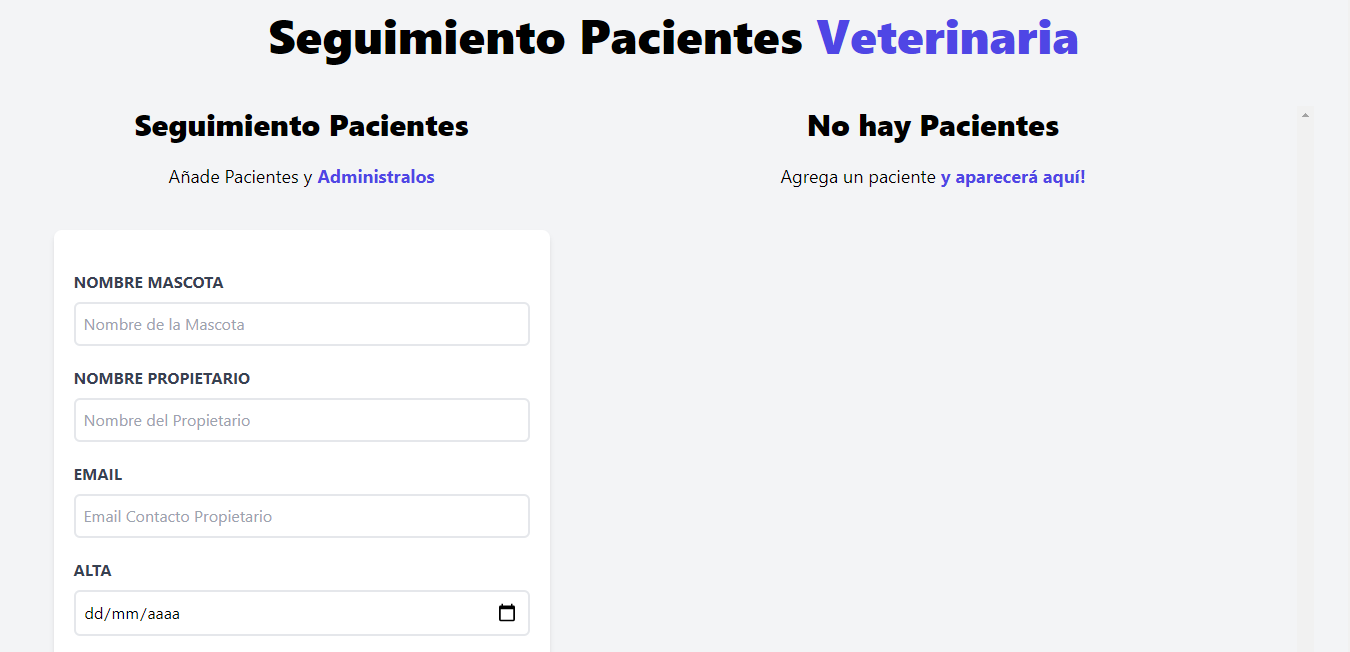 Seguimiento Pacientes Veterinaria
Seguimiento Pacientes
Añade Pacientes y Administralos
NOMBRE MASCOTA
Nombre de la Mascota
NOMBRE PROPIETARIO
Nombre del Propietario
EMAIL
Email Contacto Propietario
ALTA
dd/mm/aaaa
No hay Pacientes
Agrega un paciente y aparecerá aquí!